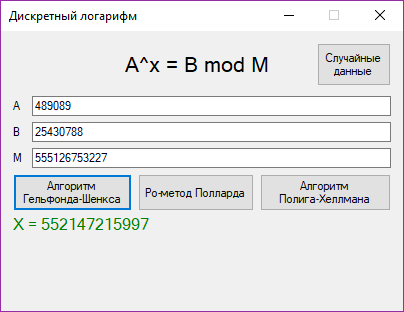 Дискретный логарифм
A^x = B mod M
Случайные
данные
A 489089
B 25430788
M 555126753227
Алгоритм
Гельфонда-Шенкса
Ро-метод Полларда
Алгоритм
Полига-Хеллмана
X = 552147215997